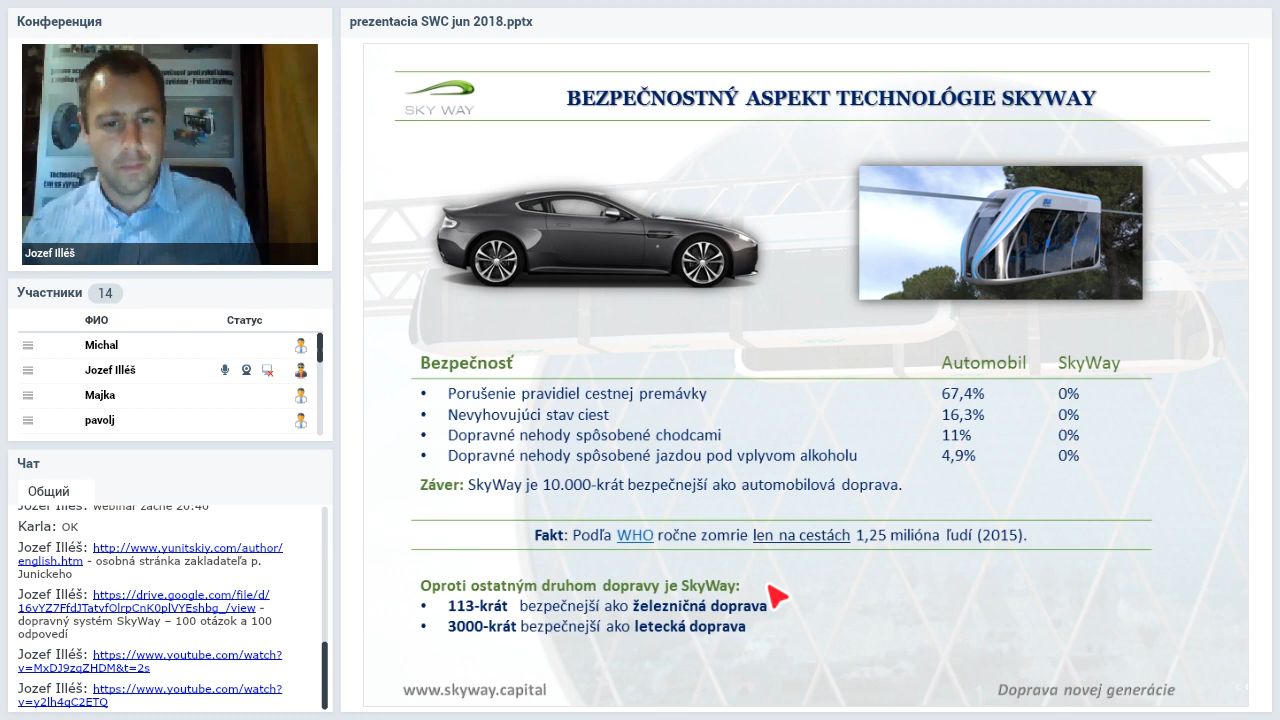 Конференция
Jozef Illéš
Участники 14
ФИО Статус
Michal
Jozef Illéš
Majka
pavolj
Чат
Общий
Jozef Illéš: webinar začne 20:40
Karla: OK
Jozef Illéš: http://www.yunitskiy.com/author/
english.htm - osobná stránka zakladateľa p.
Junickeho
Jozef Illéš: https://drive.google.com/file/d/
16vYZ7FfdJTatvfOlrpCnK0plVYEshbg_/view -
dopravný systém SkyWay – 100 otázok a 100
odpovedí
Jozef Illéš: https://www.youtube.com/watch?
v=MxDJ9zqZHDM&t=2s
Jozef Illéš: https://www.youtube.com/watch?
v=y2lh4qC2ETQ
prezentacia SWC jun 2018.pptx
SKY WAY
BEZPEČNOSTNÝ ASPEKT TECHNOLÓGIE SKYWAY
Bezpečnosť Automobil SkyWay
• Porušenie pravidiel cestnej premávky 67,4% 0%
• Nevyhovujúci stav ciest 16,3% 0%
• Dopravné nehody spôsobené chodcami 11% 0%
• Dopravné nehody spôsobené jazdou pod vplyvom alkoholu 4,9% 0%
Záver: SkyWay je 10.000-krát bezpečnejší ako automobilová doprava.
Fakt: Podľa WHO ročne zomrie len na cestách 1,25 milióna ľudí (2015).
Oproti ostatným druhom dopravy je SkyWay:
• 113-krát bezpečnejší ako železničná doprava
• 3000-krát bezpečnejší ako letecká doprava
www.skyway.capital
Doprava novej generácie